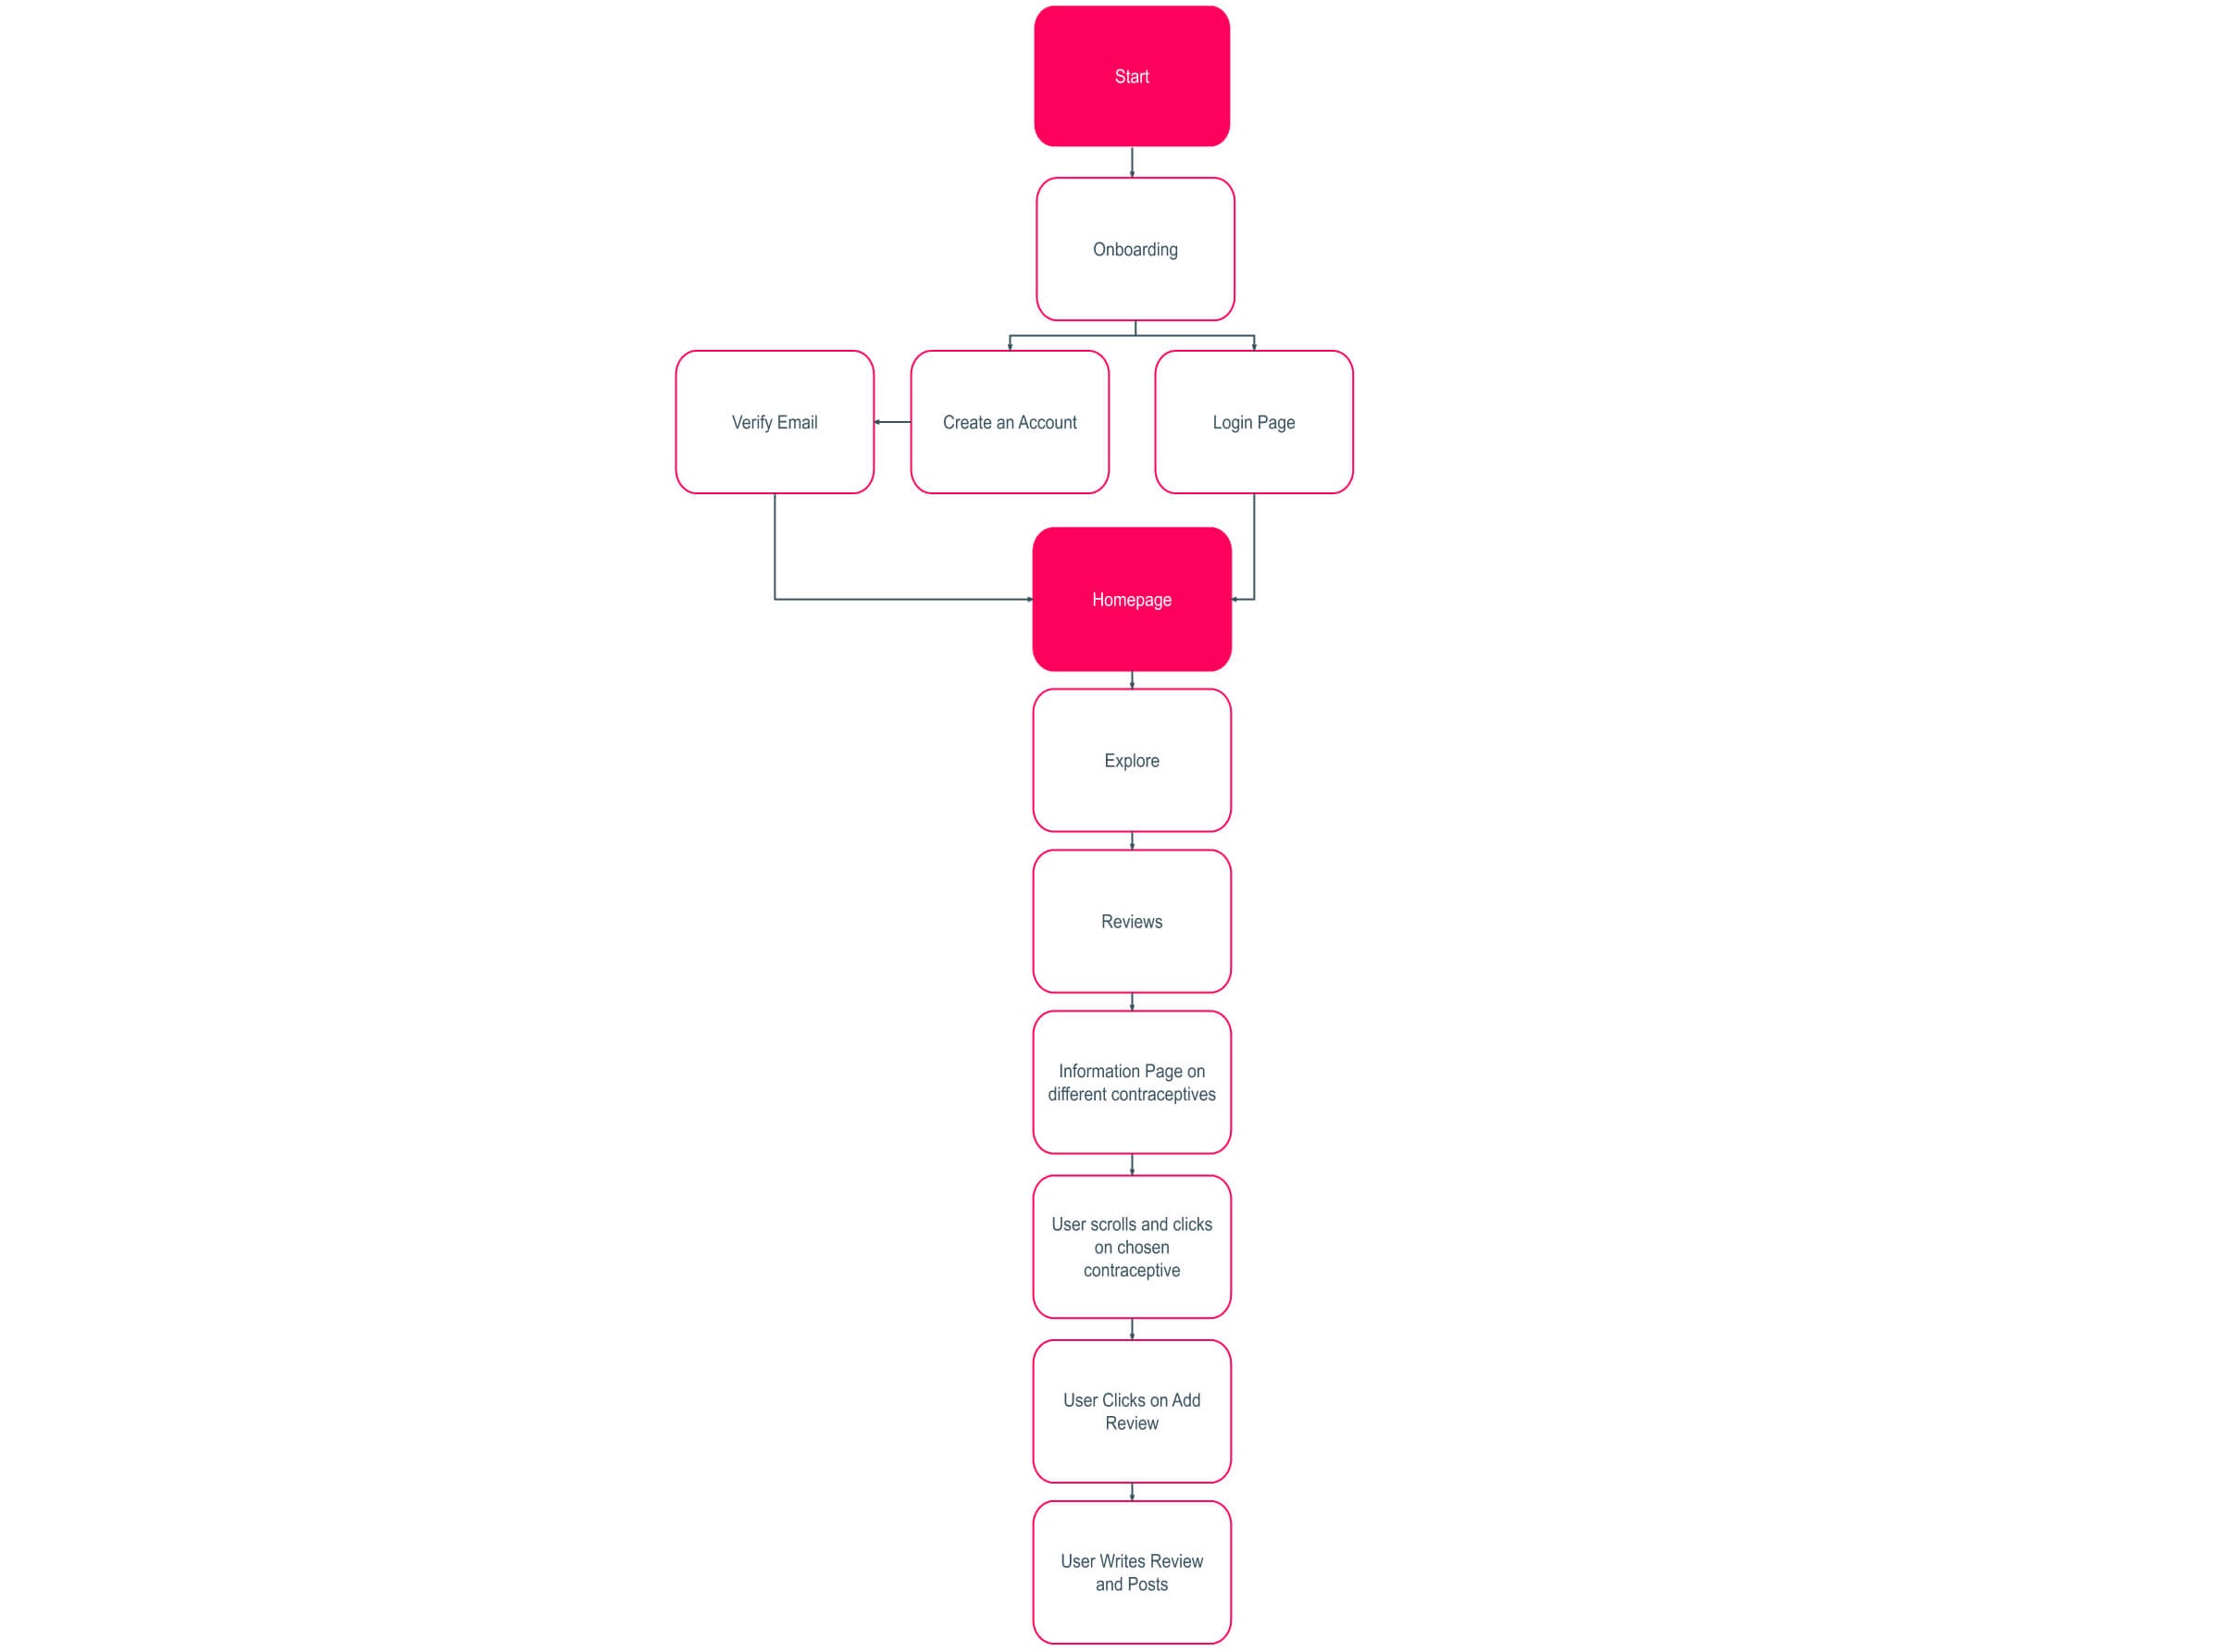 Start
Onboarding
Verify Email
Create an Account
Login Page
Homepage
Explore
Reviews
Information Page on
different contraceptives
User scrolls and clicks
on chosen
contraceptive
User Clicks on Add
Review
User Writes Review
and Posts